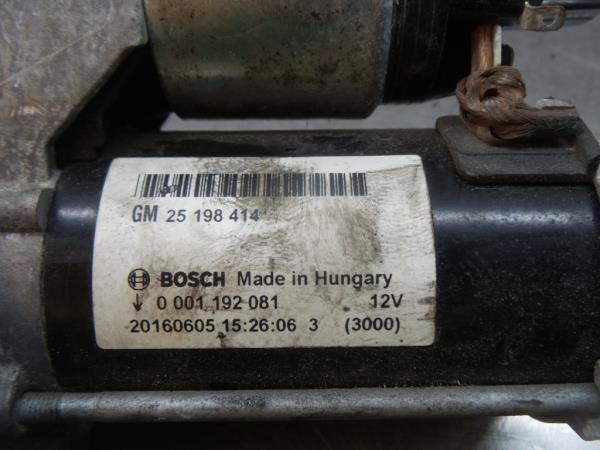 GM 25 198 414
BOSCH Made in Hungary
↓ 0 001 192 081 12V
20160605 15:26:06 3 (3000)